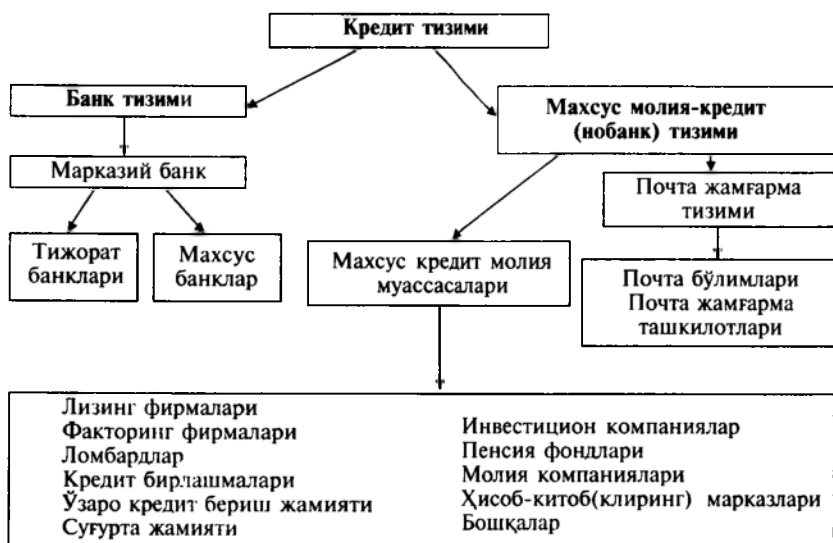 Кредит тизими
Банк тизими
Махсус молия-кредит
(нобанк) тизими
Марказий банк
Почта жамғарма
тизими
Тижорат
банклари
Махсус
банклар
Махсус кредит молия
муассасалари
Почта бўлимлари
Почта жамғарма
ташкилотлари
Лизинг фирмалари
Факторинг фирмалари
Ломбардлар
Кредит бирлашмалари
Ўзаро кредит бериш жамияти
Суғурта жамияти
Инвестицион компаниялар
Пенсия фондлари
Молия компаниялари
Ҳисоб-китоб(клиринг) марказлари
Бошқалар